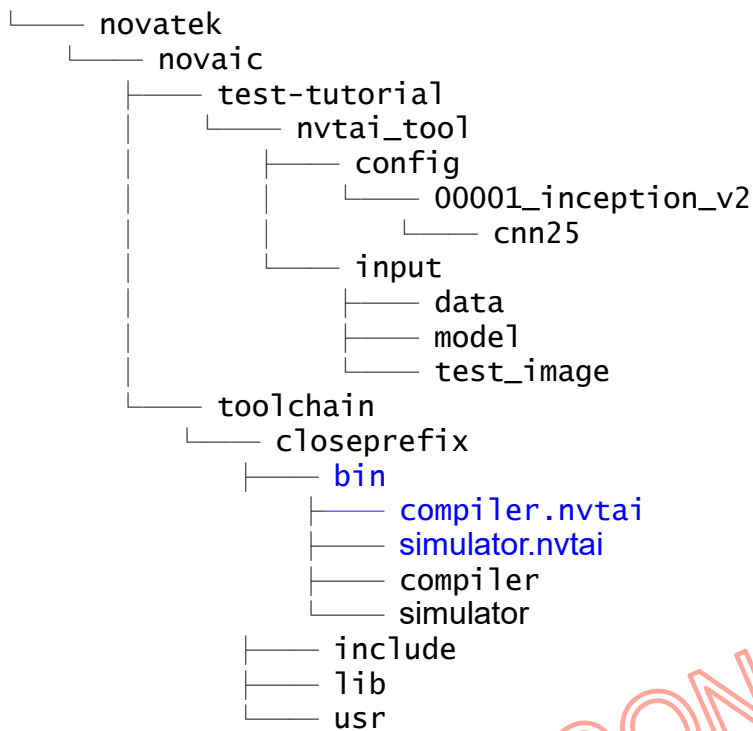 novatek
novaic
test-tutorial
nvtai_tool
config
00001_inception_v2
cnn25
input
data
model
test_image
toolchain
closeprefix
bin
compiler.nvtai
simulator.nvtai
compiler
simulator
include
lib
usr